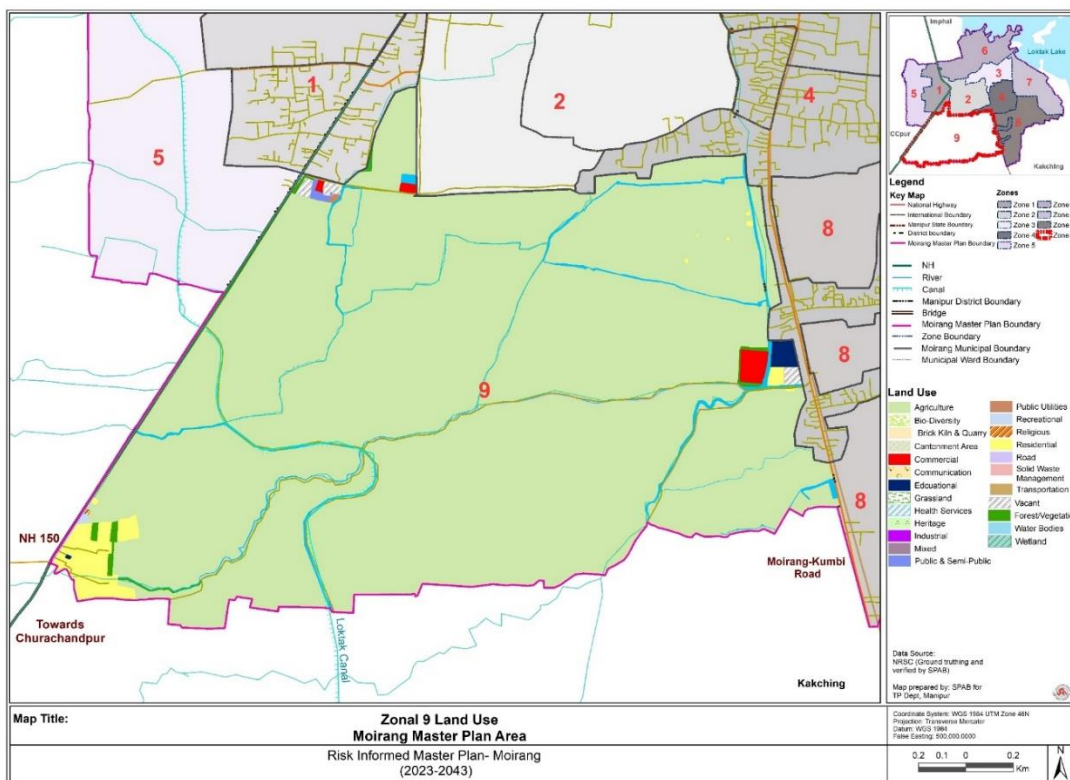 1
2
4
5
8
8
9
8
NH 150
Towards
Churachandpur
Loktak Canal
Moirang-Kumbi
Road
Kakching
Imphal
Loktak Lake
6
3
5
1
2
4
7
8
9
CCpur
Kakching
Legend
Key Map
National Highway
International Boundary
Manipur State Boundary
District boundary
Moirang Master Plan Boundary
Zones
Zone 1
Zone 2
Zone 3
Zone 4
Zone 5
Zone
Zone
Zone
Zone
NH
River
Canal
Manipur District Boundary
Bridge
Moirang Master Plan Boundary
Zone Boundary
Moirang Municipal Boundary
Municipal Ward Boundary
Land Use
Agriculture
Bio-Diversity
Brick Kiln & Quarry
Cantonment Area
Commercial
Communication
Grassland
Health Services
Heritage
Industrial
Mixed
Public & Semi-Public
Public Utilities
Recreational
Religious
Residential
Road
Solid Waste
Management
Transportation
Vacant
Forest/Vegetati
Water Bodies
Wetland
Data Source:
NRSC (Ground truthing and
verified by SPAB)
Map prepared by: SPAB for
TP Dept, Manipur
Map Title:
Zonal 9 Land Use
Moirang Master Plan Area
Risk Informed Master Plan- Moirang
(2023-2043)
Coordinate System: WGS 1984 UTM Zone 46N
Projection: Transverse Mercator
Datum: WGS 1984
False Easting: 500,000.0000
0.2 0.1 0 0.2
Km
N